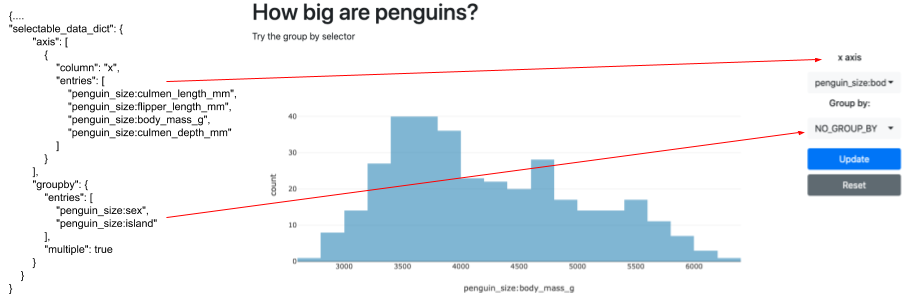 {....
"selectable_data_dict": {
"axis": [
{
"column": "x",
"entries": [
"penguin_size:culmen_length_mm",
"penguin_size:flipper_length_mm",
"penguin_size:body_mass_g",
"penguin_size:culmen_depth_mm"
]
}
],
"groupby": {
"entries": [
"penguin_size:sex",
"penguin_size:island"
],
"multiple": true
}
}
}
How big are penguins?
Try the group by selector
40
30
20
10
0
count
3000 3500 4000 4500 5000 5500 6000
penguin_size:body_mass_g
x axis
penguin_size:bod
Group by:
NO_GROUP_BY
Update
Reset